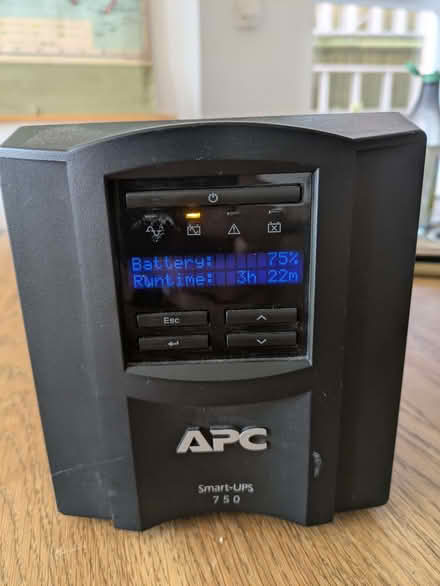 Battery: 75%
Runtime: 3h 22m
Esc
APC
Smart-UPS
750